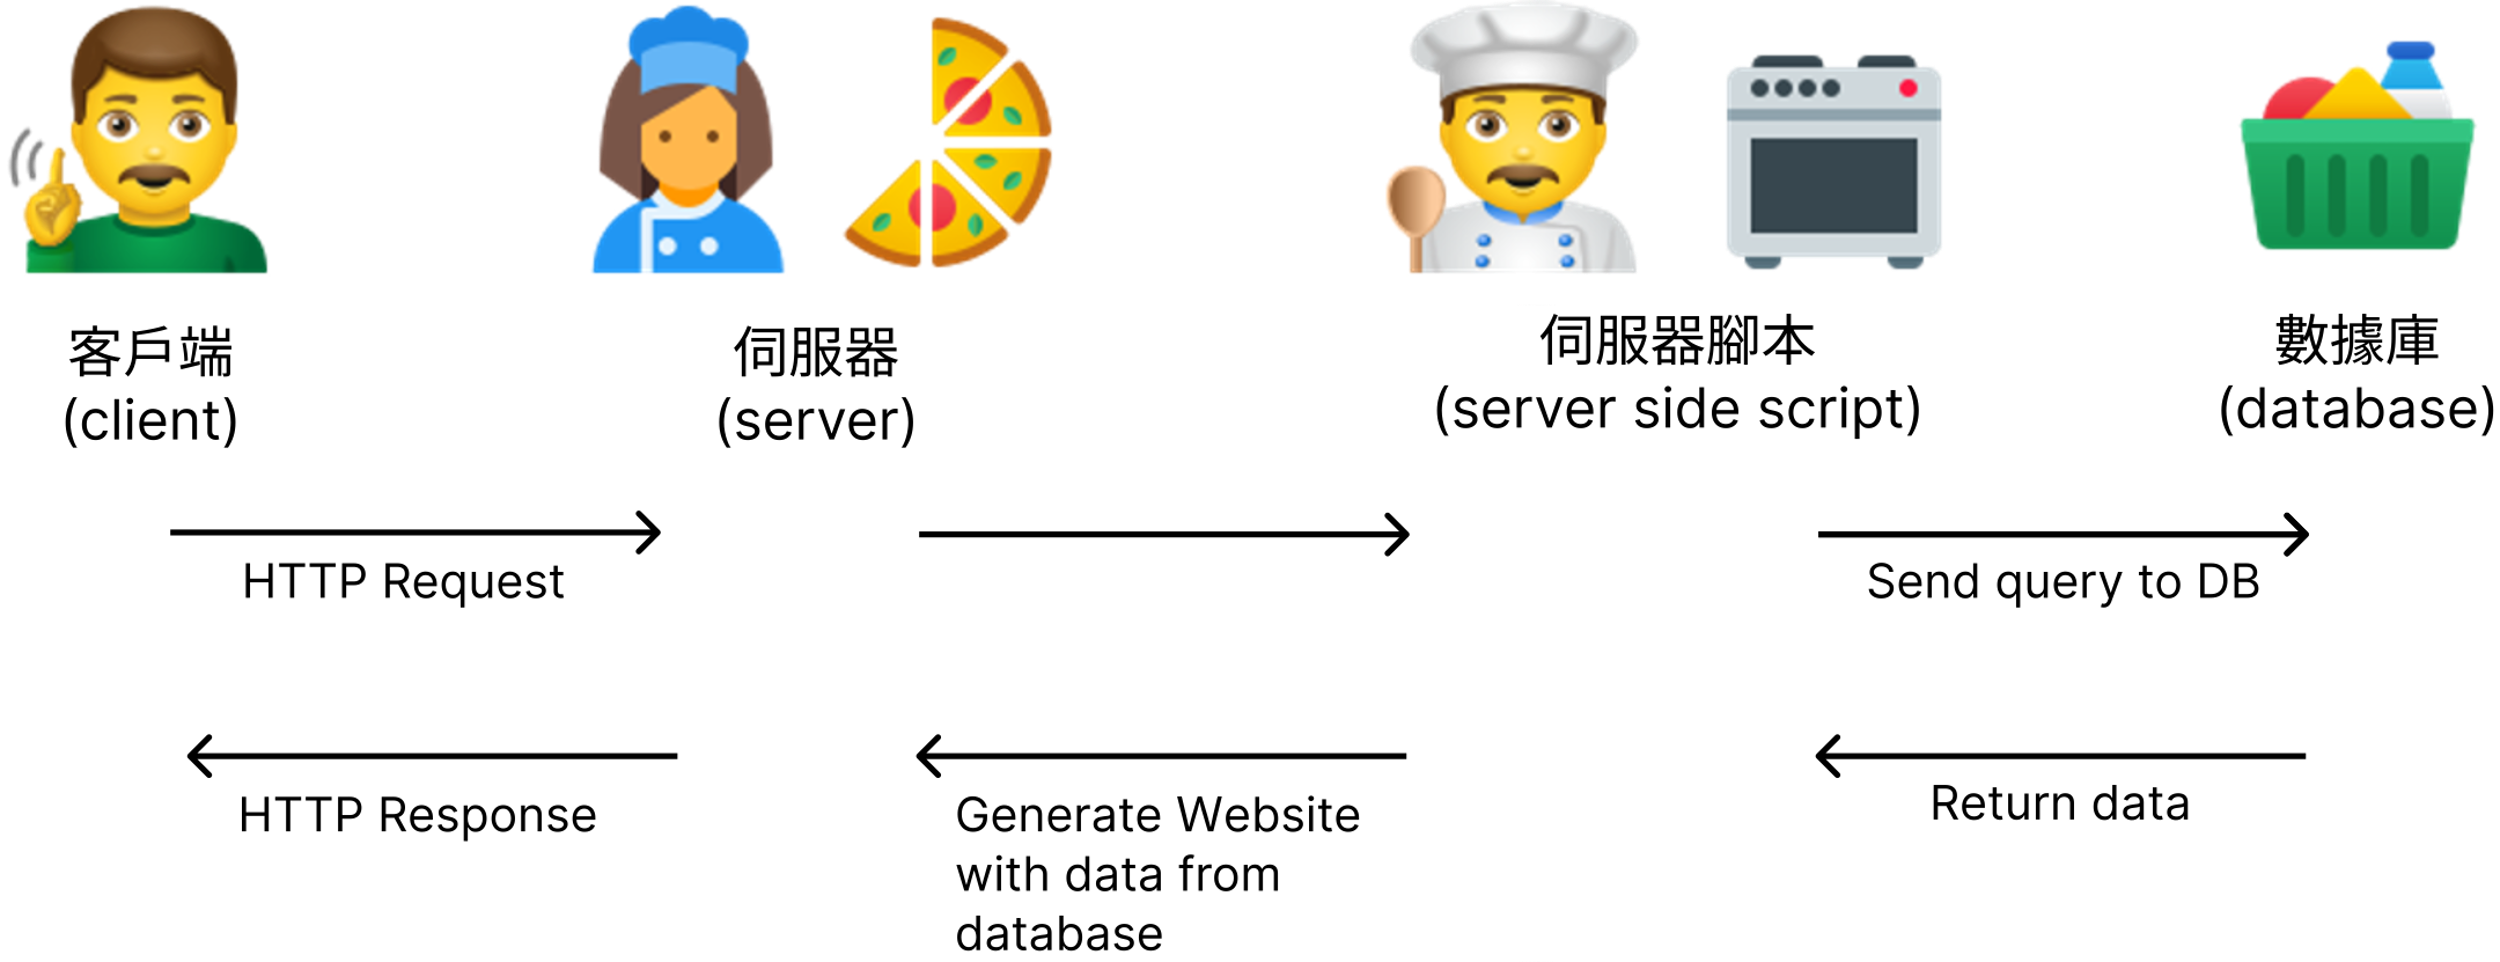 客戶端
(client)
伺服器
(server)
伺服器腳本
(server side script)
數據庫
(database)
HTTP Request
Send query to DB
HTTP Response
Generate Website
with data from
database
Return data